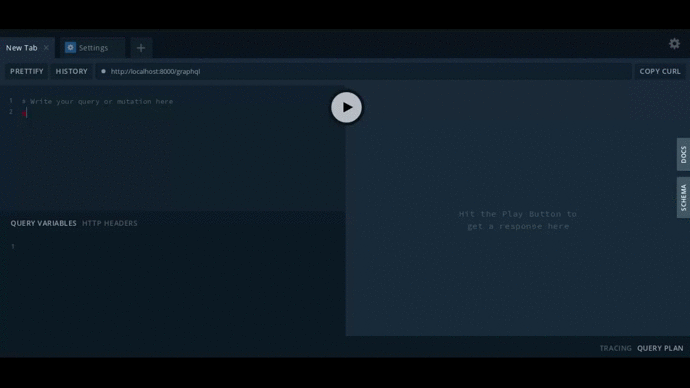 New Tab ×
Settings
+
PRETTIFY HISTORY http://localhost:8000/graphql COPY CURL
1 # Write your query or mutation here
2
DOCS
SCHEMA
Hit the Play Button to
get a response here
QUERY VARIABLES HTTP HEADERS
1
TRACING QUERY PLAN